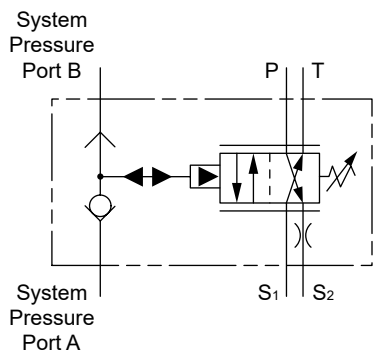 System
Pressure
Port B
P T
System
Pressure
Port A
S1 S2